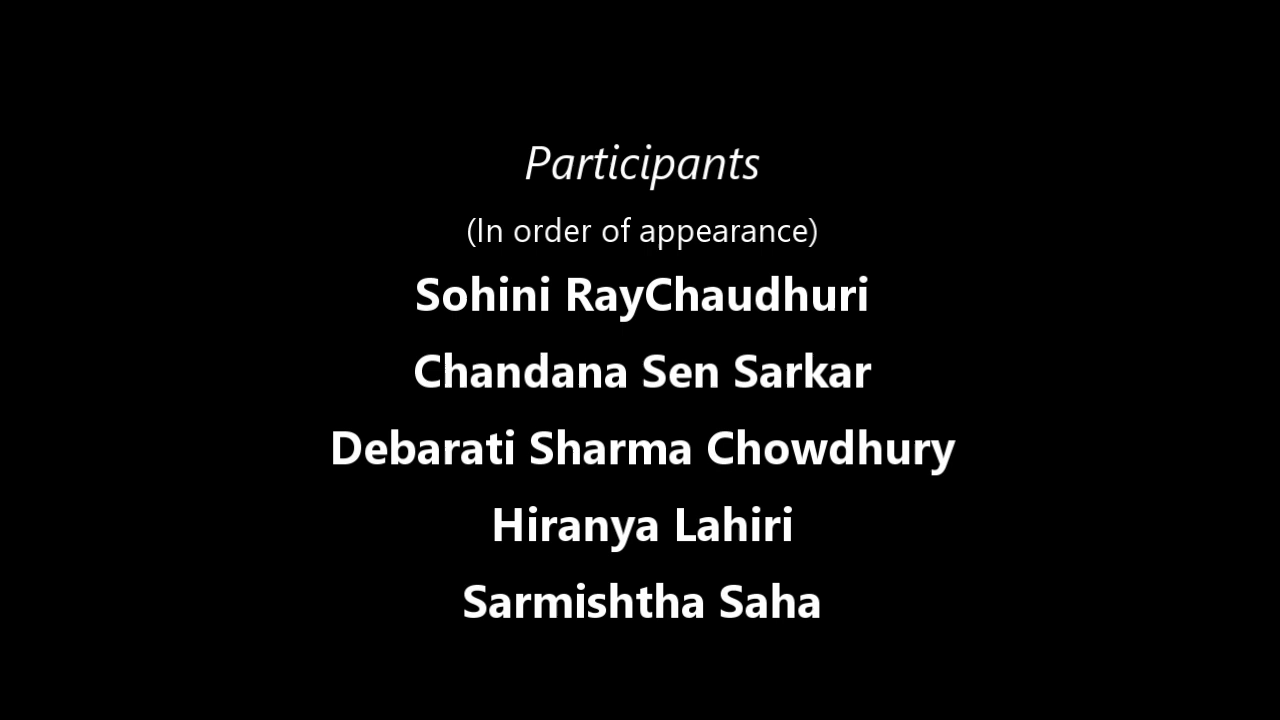 Participants
(In order of appearance)
Sohini RayChaudhuri
Chandana Sen Sarkar
Debarati Sharma Chowdhury
Hiranya Lahiri
Sarmishtha Saha